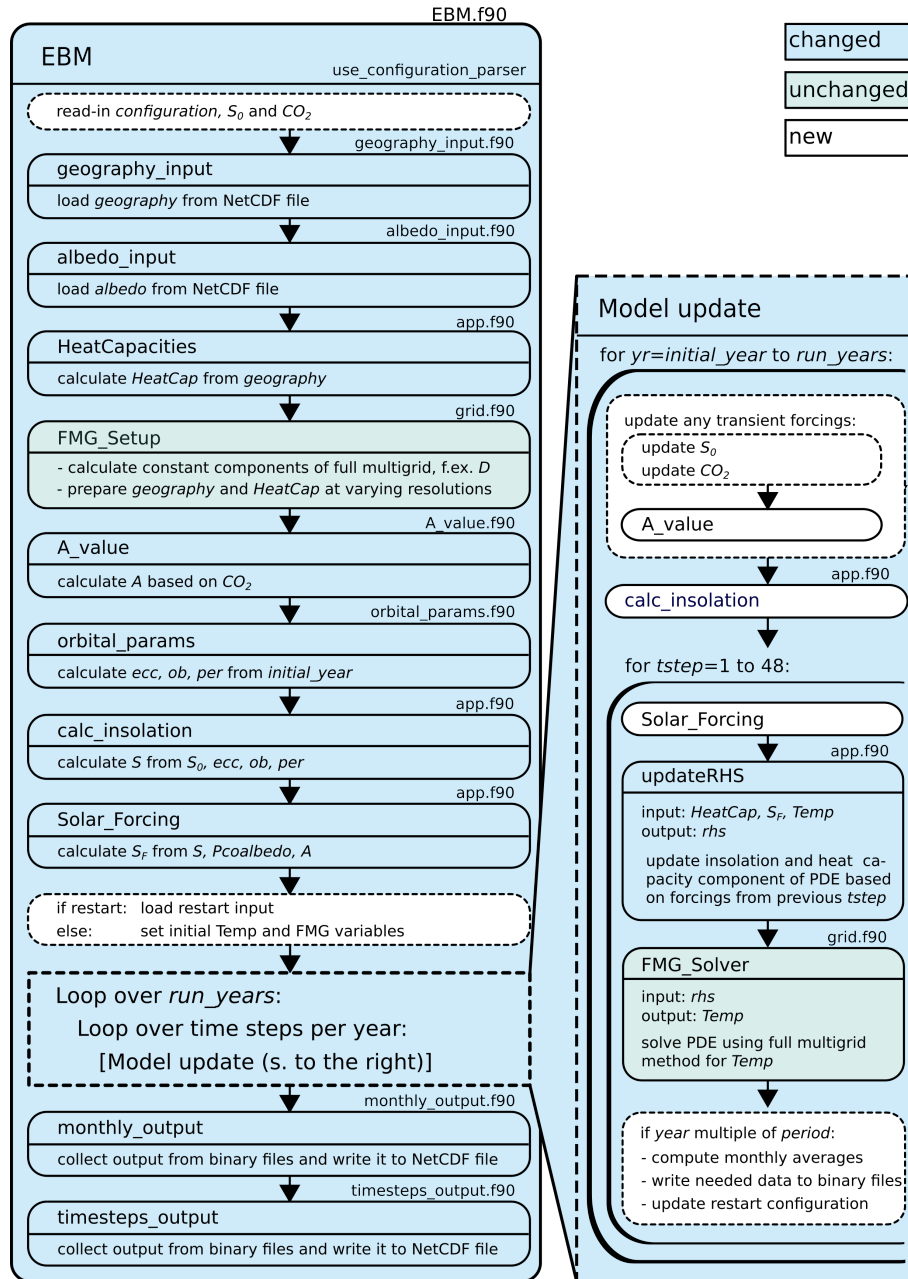 EBM.f90
EBM
use_configuration_parser
read-in configuration, S₀ and CO₂
geography_input.f90
geography_input
load geography from NetCDF file
albedo_input.f90
albedo_input
load albedo from NetCDF file
app.f90
HeatCapacities
calculate HeatCap from geography
grid.f90
FMG_Setup
- calculate constant components of full multigrid, f.ex. D
- prepare geography and HeatCap at varying resolutions
A_value.f90
A_value
calculate A based on CO₂
orbital_params.f90
orbital_params
calculate ecc, ob, per from initial_year
app.f90
calc_insolation
calculate S from S₀, ecc, ob, per
app.f90
Solar_Forcing
calculate S_F from S, Pcoalbedo, A
if restart: load restart input
else: set initial Temp and FMG variables
Loop over run_years:
Loop over time steps per year:
[Model update (s. to the right)]
monthly_output.f90
monthly_output
collect output from binary files and write it to NetCDF file
timesteps_output.f90
timesteps_output
collect output from binary files and write it to NetCDF file
changed
unchanged
new
Model update
for yr=initial_year to run_years:
update any transient forcings:
update S₀
update CO₂
A_value
app.f90
calc_insolation
for tstep=1 to 48:
Solar_Forcing
app.f90
updateRHS
input: HeatCap, S_F, Temp
output: rhs
update insolation and heat ca-
pacity component of PDE based
on forcings from previous tstep
grid.f90
FMG_Solver
input: rhs
output: Temp
solve PDE using full multigrid
method for Temp
if year multiple of period:
- compute monthly averages
- write needed data to binary files
- update restart configuration